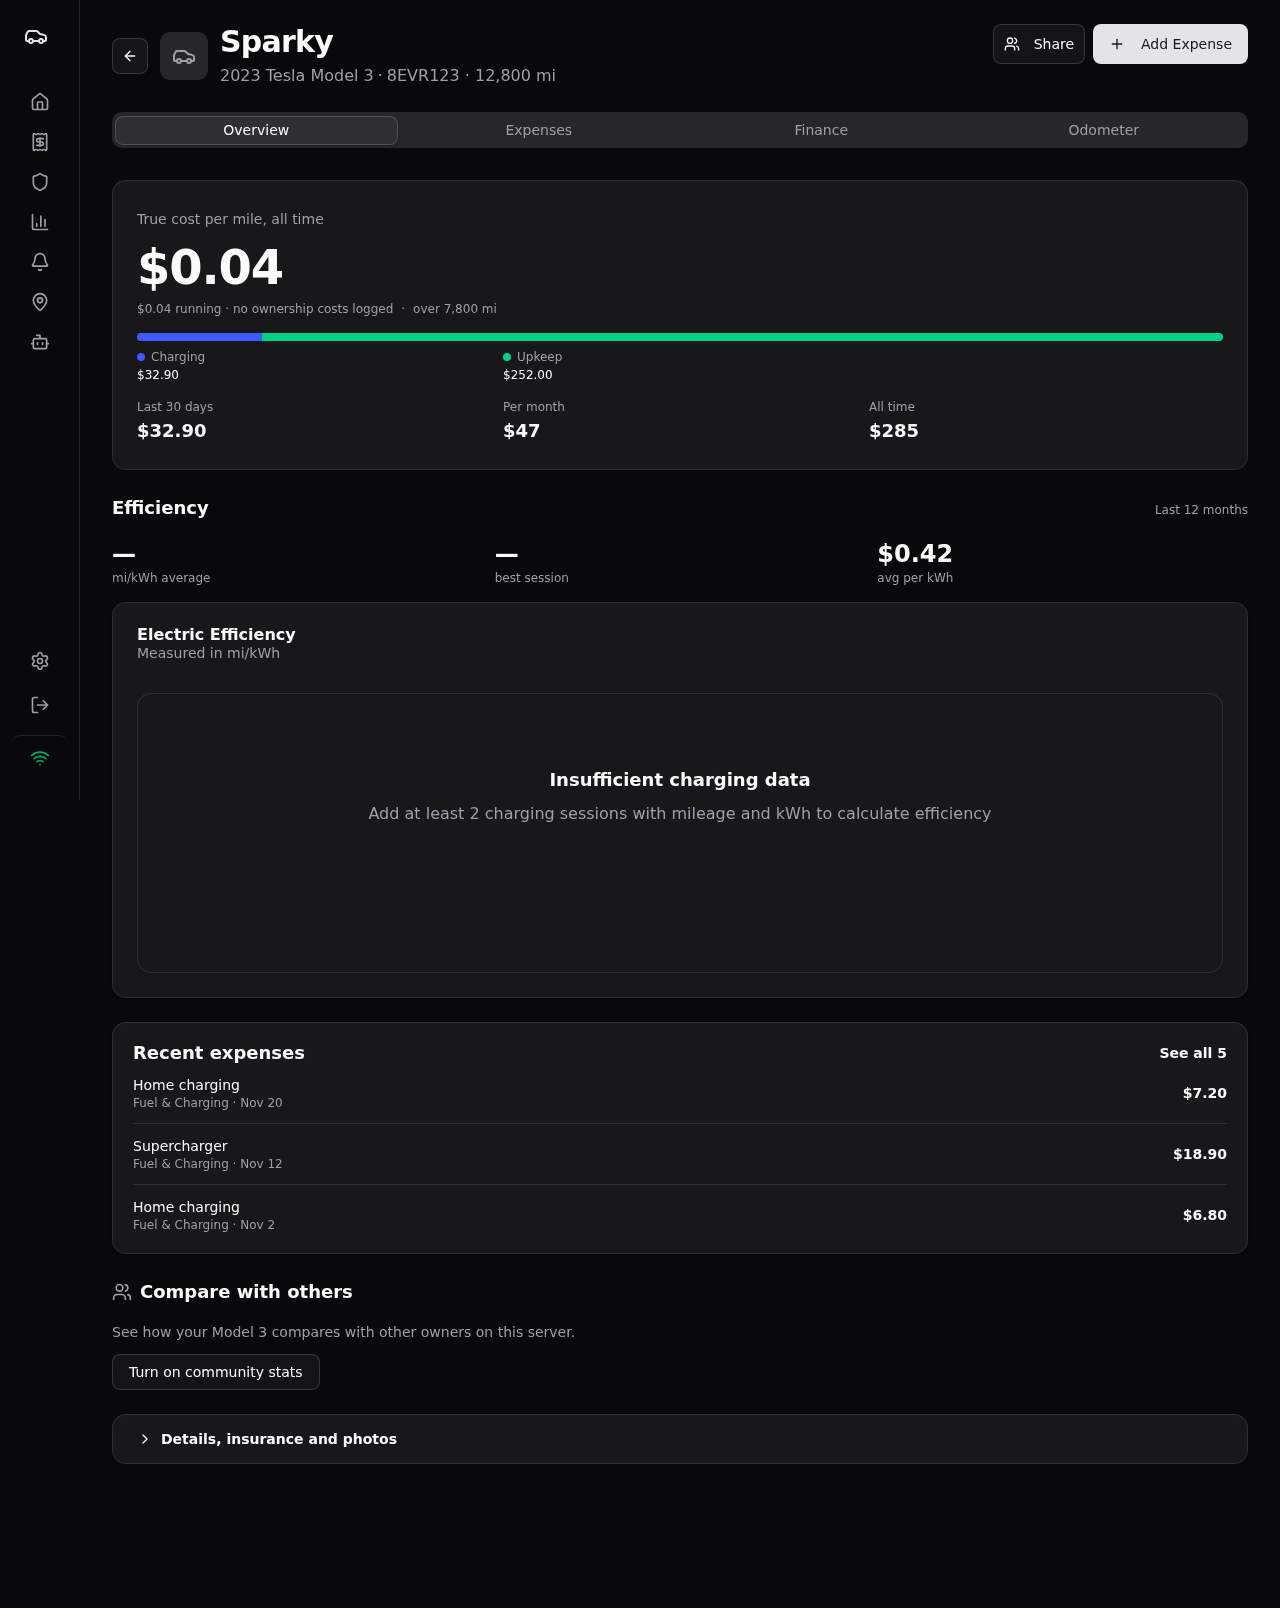 Sparky
2023 Tesla Model 3 · 8EVR123 · 12,800 mi
Share
Add Expense
Overview
Expenses
Finance
Odometer
True cost per mile, all time
$0.04
$0.04 running · no ownership costs logged · over 7,800 mi
Charging
$32.90
Upkeep
$252.00
Last 30 days
$32.90
Per month
$47
All time
$285
Efficiency
Last 12 months
—
mi/kWh average
—
best session
$0.42
avg per kWh
Electric Efficiency
Measured in mi/kWh
Insufficient charging data
Add at least 2 charging sessions with mileage and kWh to calculate efficiency
Recent expenses
See all 5
Home charging
Fuel & Charging · Nov 20
$7.20
Supercharger
Fuel & Charging · Nov 12
$18.90
Home charging
Fuel & Charging · Nov 2
$6.80
Compare with others
See how your Model 3 compares with other owners on this server.
Turn on community stats
Details, insurance and photos